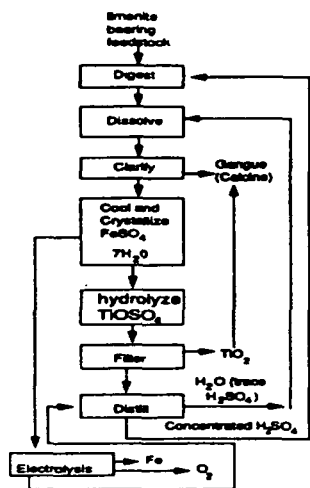 Ilmenite
bearing
feedstock
Digest
Dissolve
Clarify
Gangue
(Calcine)
Cool and
Crystallize
FeSO4
7H2O
hydrolyze
TiOSO4
Filter
TiO2
H2O (trace
H2SO4)
Distill
Concentrated H2SO4
Electrolysis
Fe
O2